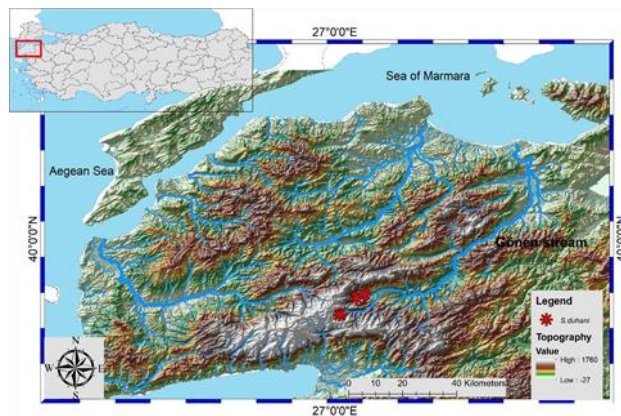 27°0'0"E
Sea of Marmara
Aegean Sea
40°0'0"N
40°0'0"N
Gönen stream
Legend
S.duhani
Topography
Value
High : 1760
Low : -27
N
W
E
S
0 5 10 20 30 40 Kilometers
27°0'0"E